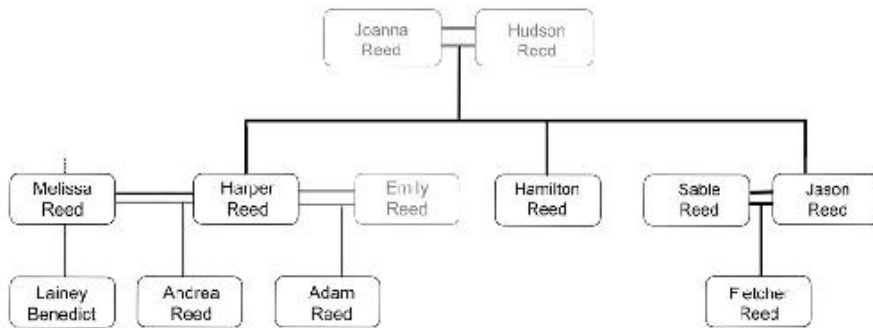 Joanna
Reed
Hudson
Reed
Melissa
Reed
Harper
Reed
Emily
Reed
Hamilton
Reed
Sable
Reed
Jason
Reed
Lainey
Benedict
Andrea
Reed
Adam
Reed
Fletcher
Reed